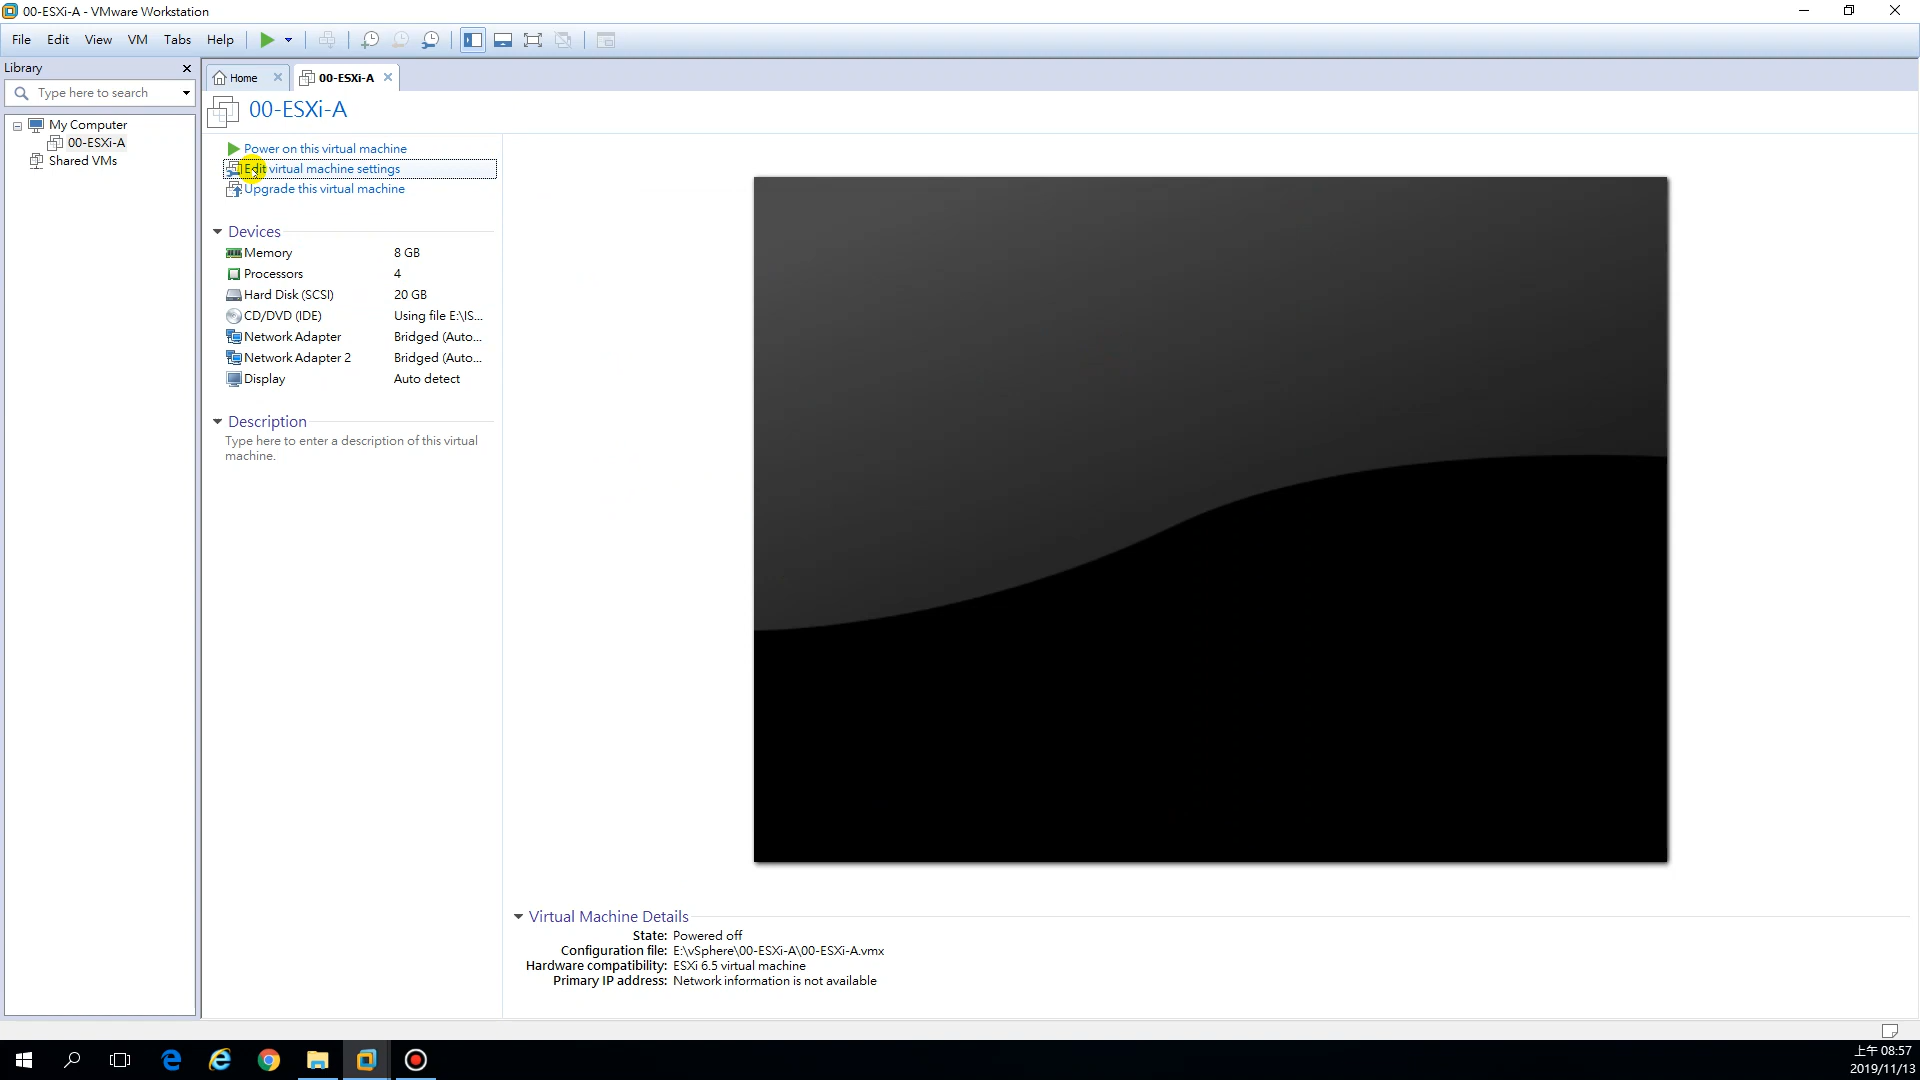 00-ESXi-A - VMware Workstation
File Edit View VM Tabs Help
Library
Type here to search
My Computer
00-ESXi-A
Shared VMs
Home
00-ESXi-A
00-ESXi-A
Power on this virtual machine
Edit virtual machine settings
Upgrade this virtual machine
Devices
Memory 8 GB
Processors 4
Hard Disk (SCSI) 20 GB
CD/DVD (IDE) Using file E:\IS...
Network Adapter Bridged (Auto...
Network Adapter 2 Bridged (Auto...
Display Auto detect
Description
Type here to enter a description of this virtual
machine.
Virtual Machine Details
State: Powered off
Configuration file: E:\vSphere\00-ESXi-A\00-ESXi-A.vmx
Hardware compatibility: ESXi 6.5 virtual machine
Primary IP address: Network information is not available
上午 08:57
2019/11/13